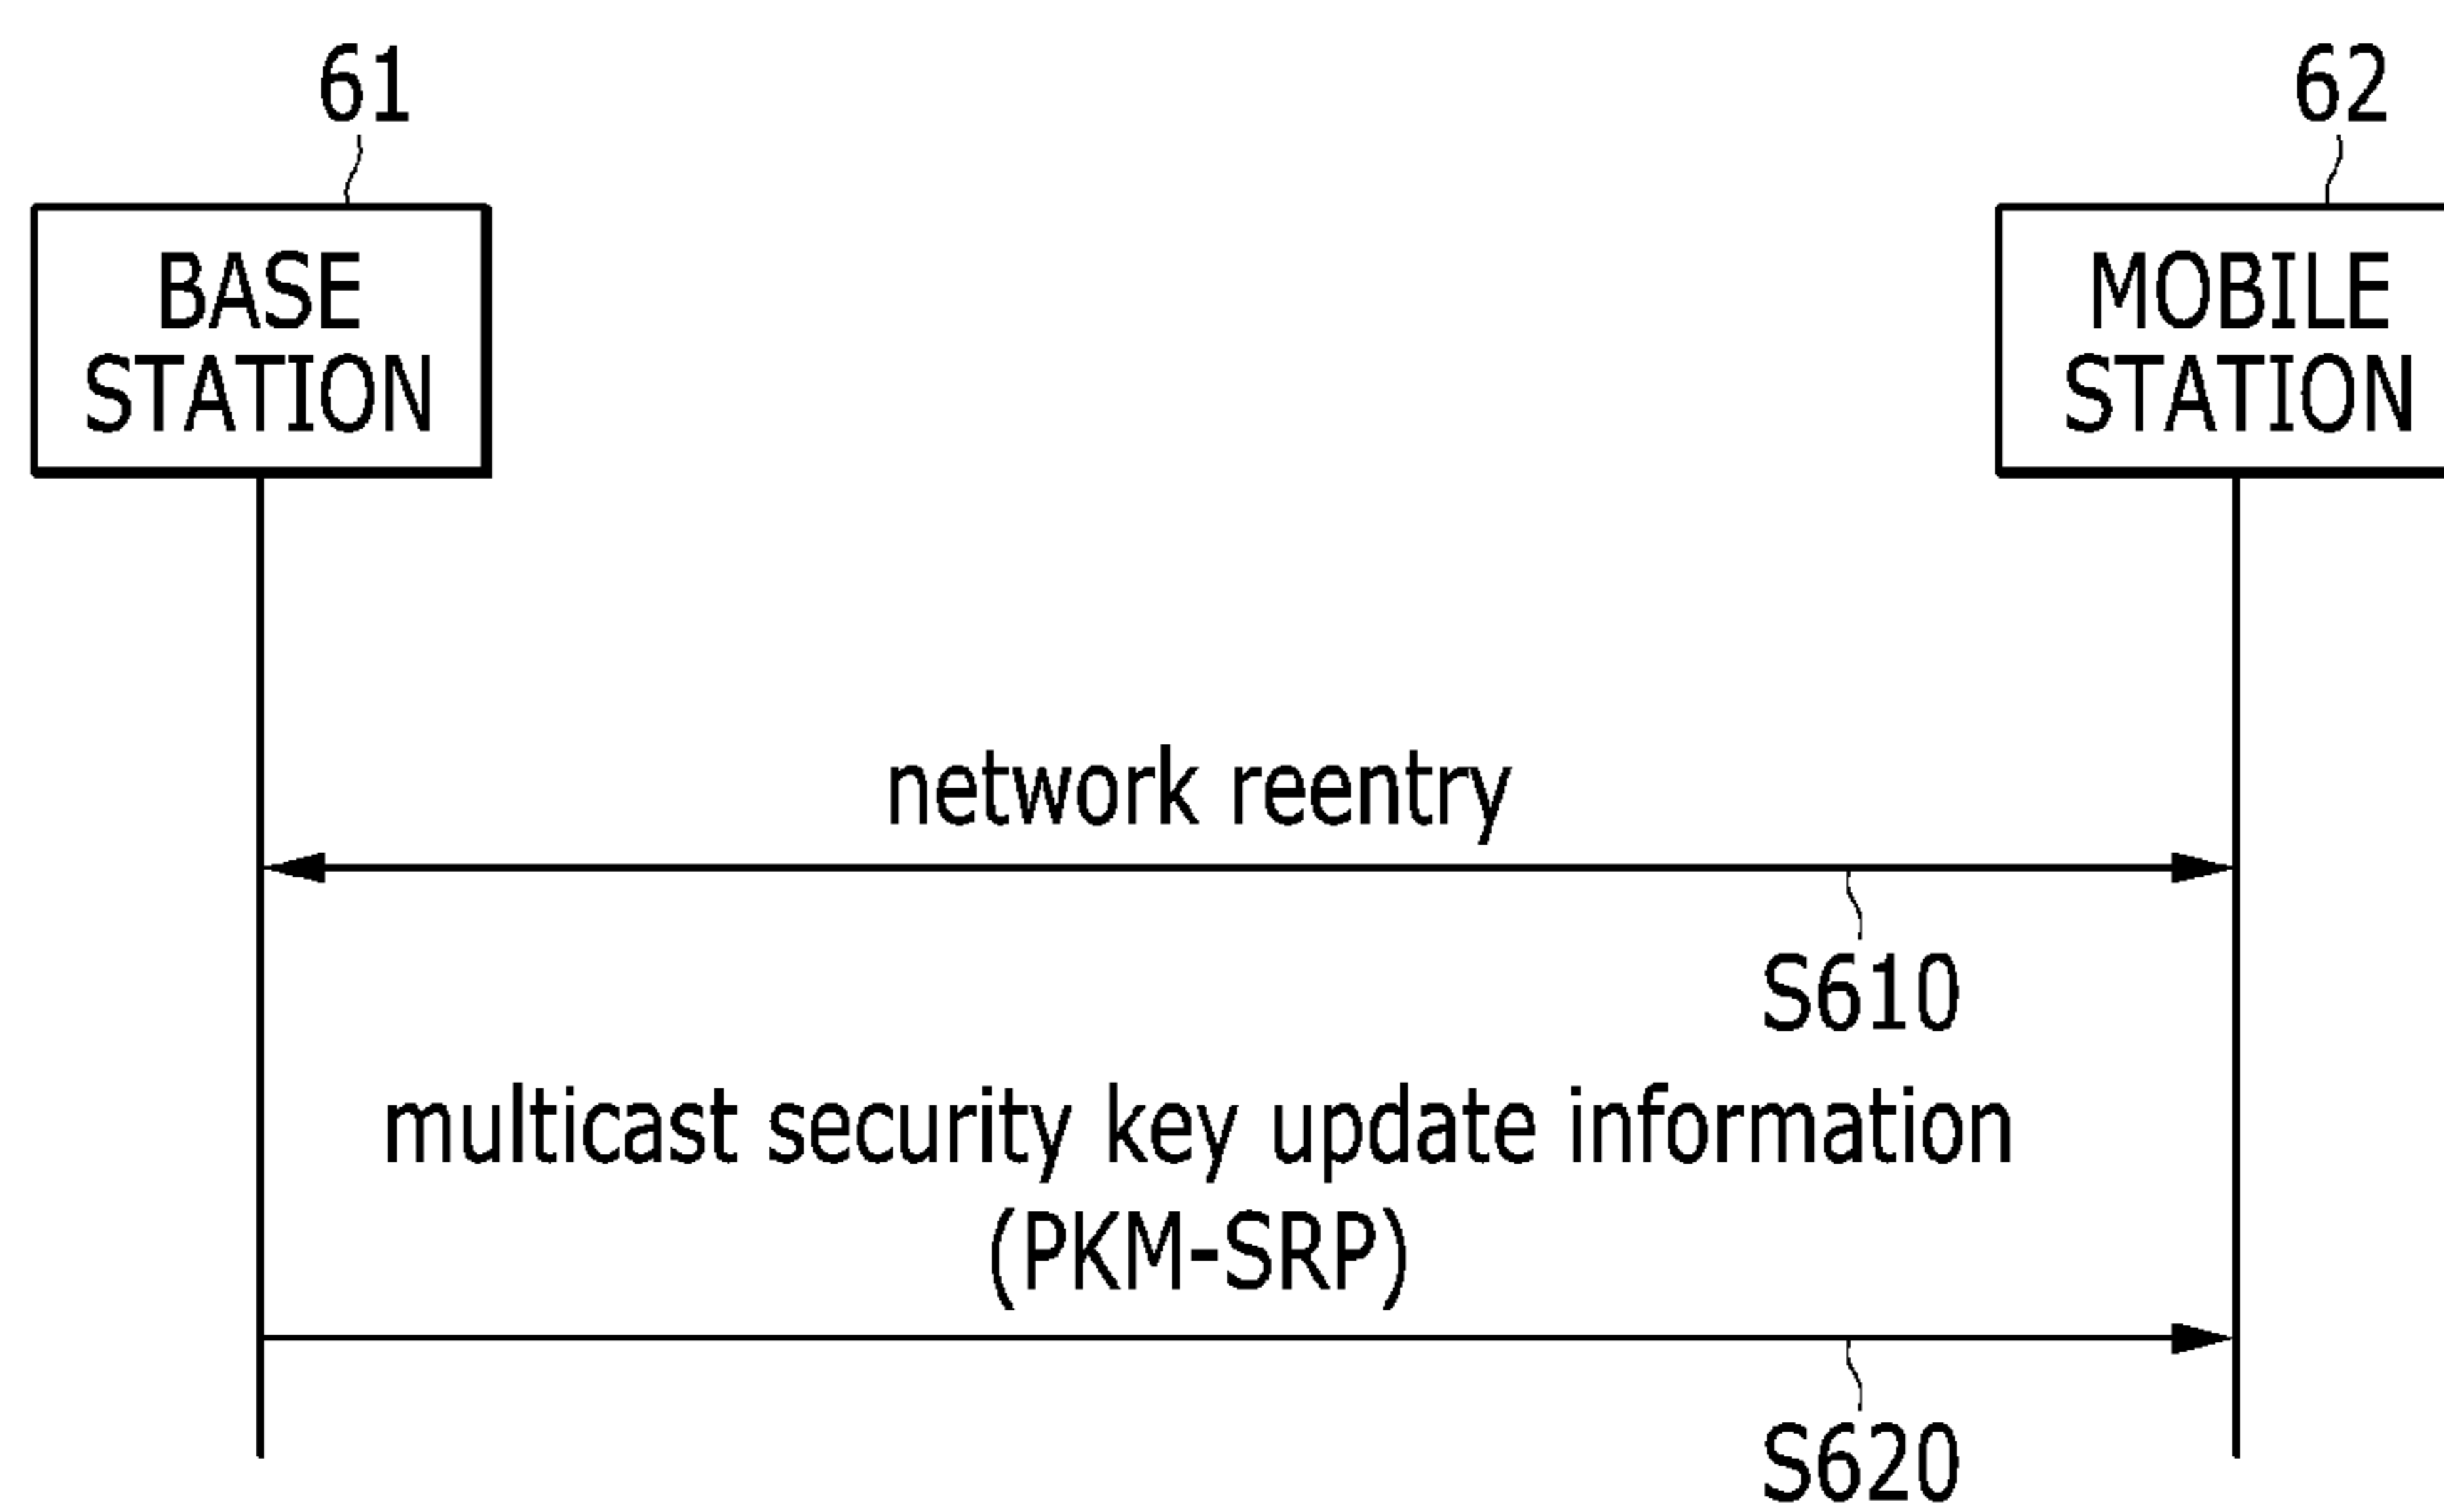 61
62
BASE
STATION
MOBILE
STATION
network reentry
S610
multicast security key update information
(PKM-SRP)
S620